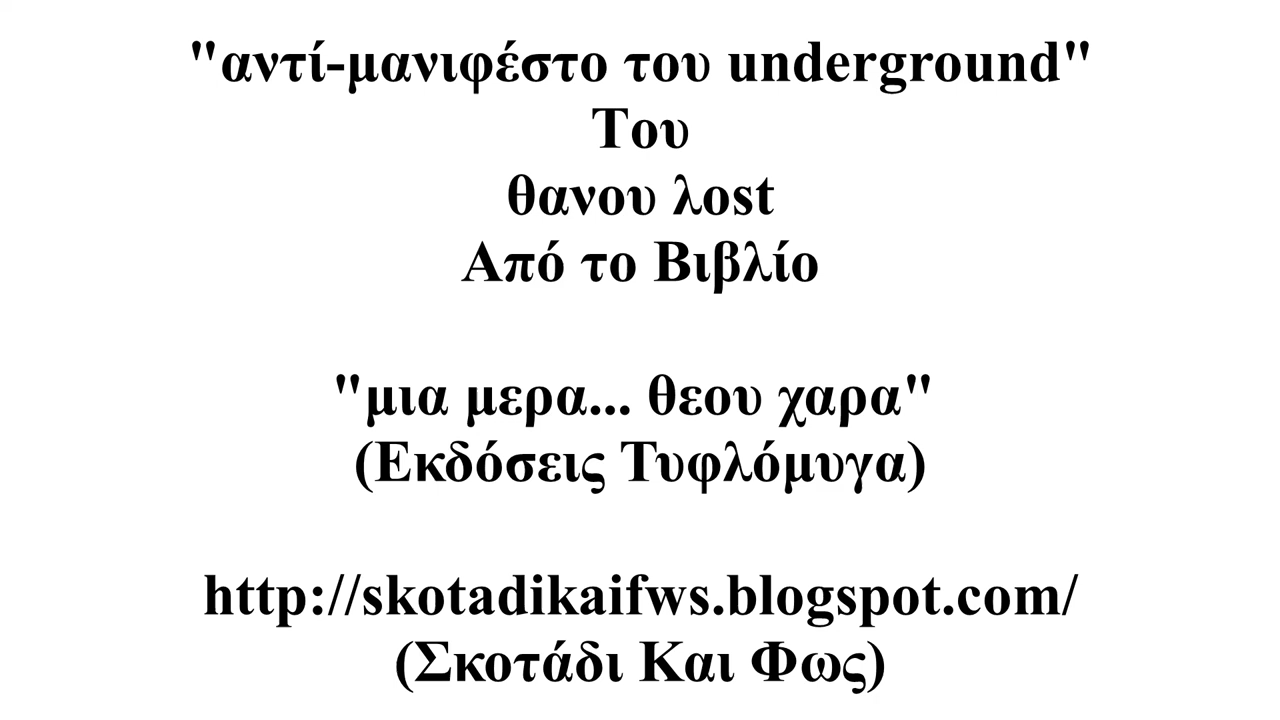 "αντί-μανιφέστο του underground"
Του
θανου λost
Από το Βιβλίο
"μια μερα... θεου χαρα"
(Εκδόσεις Τυφλόμυγα)
http://skotadikaifws.blogspot.com/
(Σκοτάδι Και Φως)